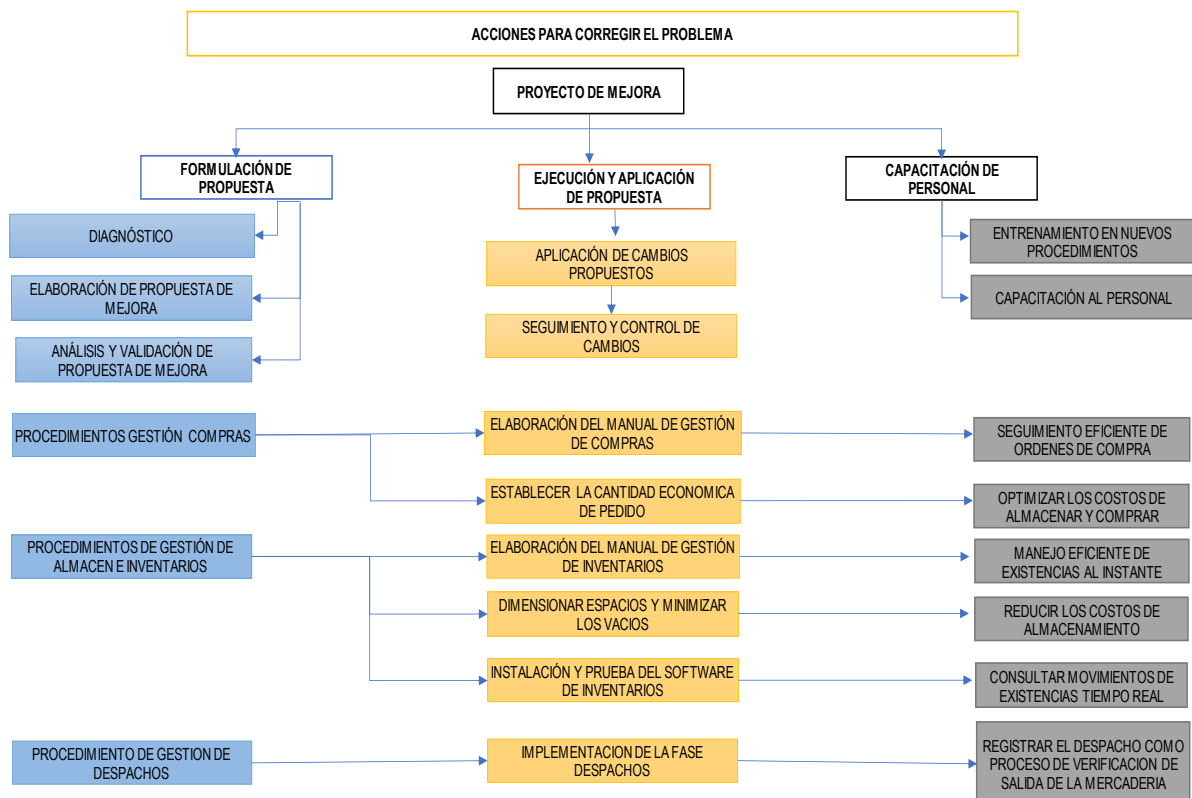 ACCIONES PARA CORREGIR EL PROBLEMA
PROYECTO DE MEJORA
FORMULACIÓN DE
PROPUESTA
EJECUCIÓN Y APLICACIÓN
DE PROPUESTA
CAPACITACIÓN DE
PERSONAL
DIAGNÓSTICO
APLICACIÓN DE CAMBIOS
PROPUESTOS
ENTRENAMIENTO EN NUEVOS
PROCEDIMIENTOS
ELABORACIÓN DE PROPUESTA DE
MEJORA
SEGUIMIENTO Y CONTROL DE
CAMBIOS
CAPACITACIÓN AL PERSONAL
ANÁLISIS Y VALIDACIÓN DE
PROPUESTA DE MEJORA
PROCEDIMIENTOS GESTIÓN COMPRAS
ELABORACIÓN DEL MANUAL DE GESTIÓN
DE COMPRAS
SEGUIMIENTO EFICIENTE DE
ORDENES DE COMPRA
ESTABLECER LA CANTIDAD ECONOMICA
DE PEDIDO
OPTIMIZAR LOS COSTOS DE
ALMACENAR Y COMPRAR
PROCEDIMIENTOS DE GESTIÓN DE
ALMACEN E INVENTARIOS
ELABORACIÓN DEL MANUAL DE GESTIÓN
DE INVENTARIOS
MANEJO EFICIENTE DE
EXISTENCIAS AL INSTANTE
DIMENSIONAR ESPACIOS Y MINIMIZAR
LOS VACIOS
REDUCIR LOS COSTOS DE
ALMACENAMIENTO
INSTALACIÓN Y PRUEBA DEL SOFTWARE
DE INVENTARIOS
CONSULTAR MOVIMIENTOS DE
EXISTENCIAS TIEMPO REAL
PROCEDIMIENTO DE GESTION DE
DESPACHOS
IMPLEMENTACION DE LA FASE
DESPACHOS
REGISTRAR EL DESPACHO COMO
PROCESO DE VERIFICACION DE
SALIDA DE LA MERCADERIA